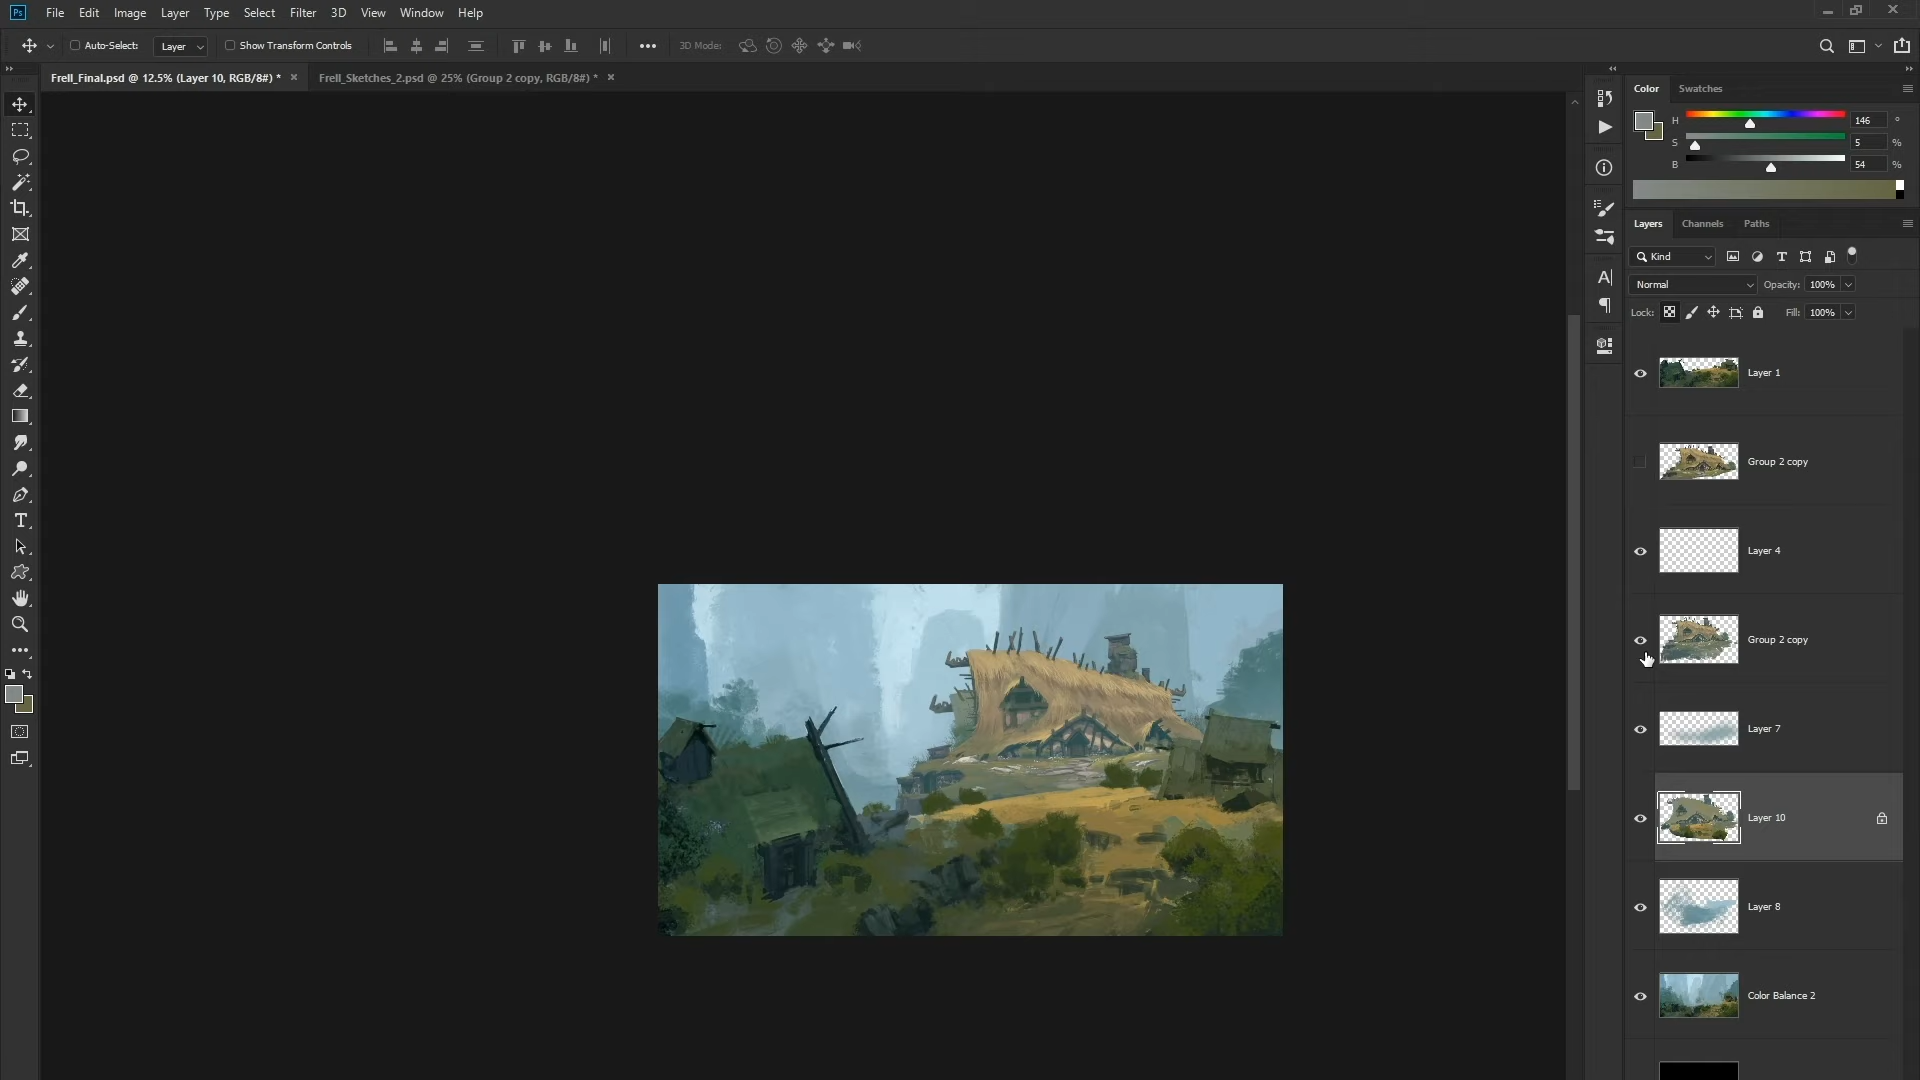 Ps File Edit Image Layer Type Select Filter 3D View Window Help
Auto-Select: Layer Show Transform Controls 3D Mode:
Frell_Final.psd @ 12.5% (Layer 10, RGB/8#) * Frell_Sketches_2.psd @ 25% (Group 2 copy, RGB/8#) *
Color Swatches
H 146 °
S 5 %
B 54 %
Layers Channels Paths
Kind
Normal Opacity: 100%
Lock: Fill: 100%
Layer 1
Group 2 copy
Layer 4
Group 2 copy
Layer 7
Layer 10
Layer 8
Color Balance 2